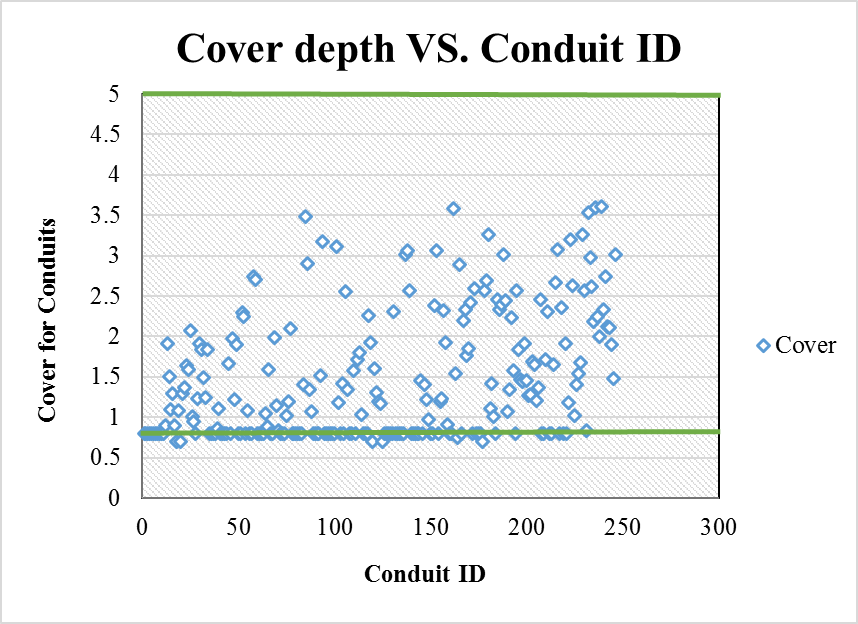 Cover depth VS. Conduit ID
Cover for Conduits
5
4.5
4
3.5
3
2.5
2
1.5
1
0.5
0
0 50 100 150 200 250 300
Conduit ID
Cover